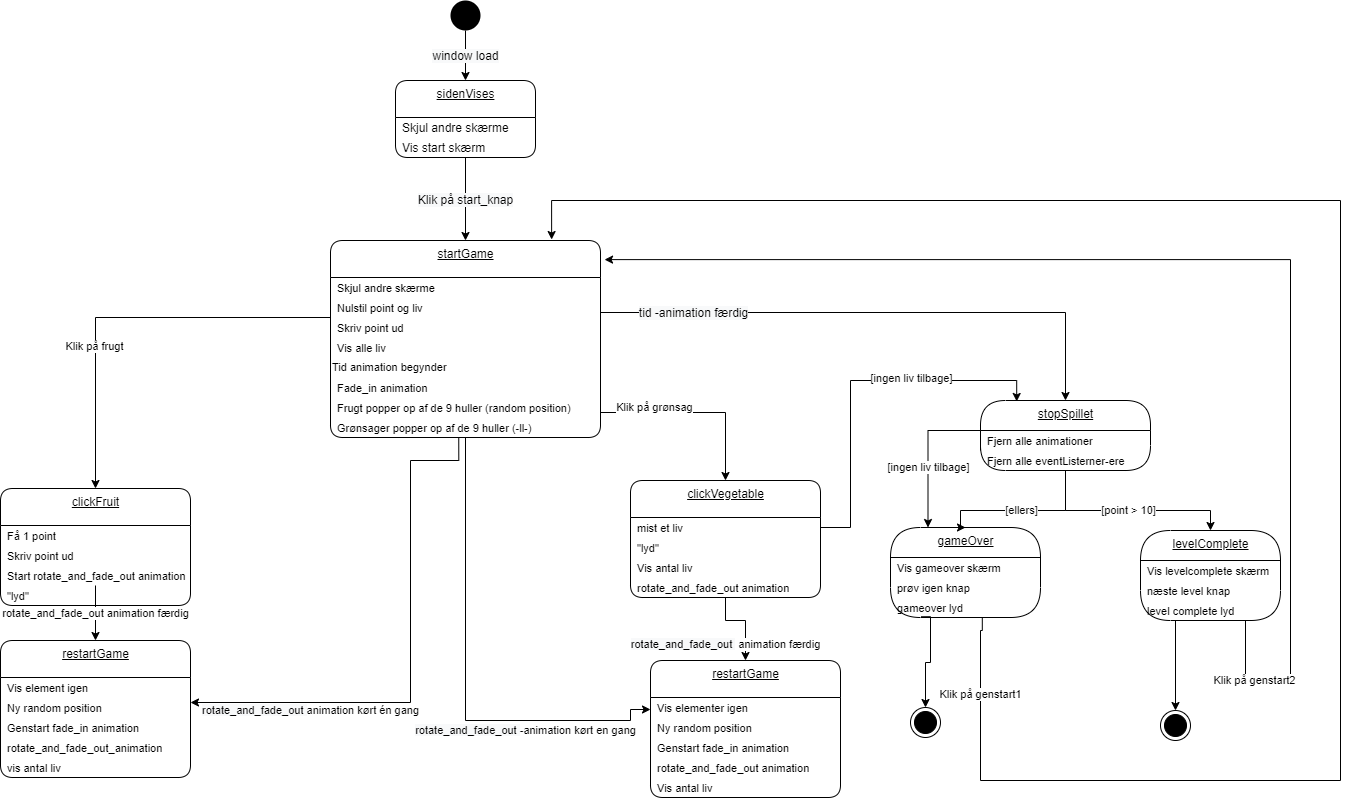 window load
sidenVises
Skjul andre skærme
Vis start skærm
Klik på start_knap
startGame
Skjul andre skærme
Nulstil point og liv
Skriv point ud
Vis alle liv
Tid animation begynder
Fade_in animation
Frugt popper op af de 9 huller (random position)
Grønsager popper op af de 9 huller (-II-)
Klik på frugt
tid -animation færdig
Klik på grønsag
[ingen liv tilbage]
stopSpillet
Fjern alle animationer
Fjern alle eventListerner-ere
[ingen liv tilbage]
[ellers]
[point > 10]
clickFruit
Få 1 point
Skriv point ud
Start rotate_and_fade_out animation
"lyd"
rotate_and_fade_out animation færdig
clickVegetable
mist et liv
"lyd"
Vis antal liv
rotate_and_fade_out animation
rotate_and_fade_out  animation færdig
gameOver
Vis gameover skærm
prøv igen knap
gameover lyd
levelComplete
Vis levelcomplete skærm
næste level knap
level complete lyd
restartGame
Vis element igen
Ny random position
Genstart fade_in animation
rotate_and_fade_out_animation
vis antal liv
rotate_and_fade_out animation kørt én gang
rotate_and_fade_out -animation kørt en gang
restartGame
Vis elementer igen
Ny random position
Genstart fade_in animation
rotate_and_fade_out animation
Vis antal liv
Klik på genstart1
Klik på genstart2